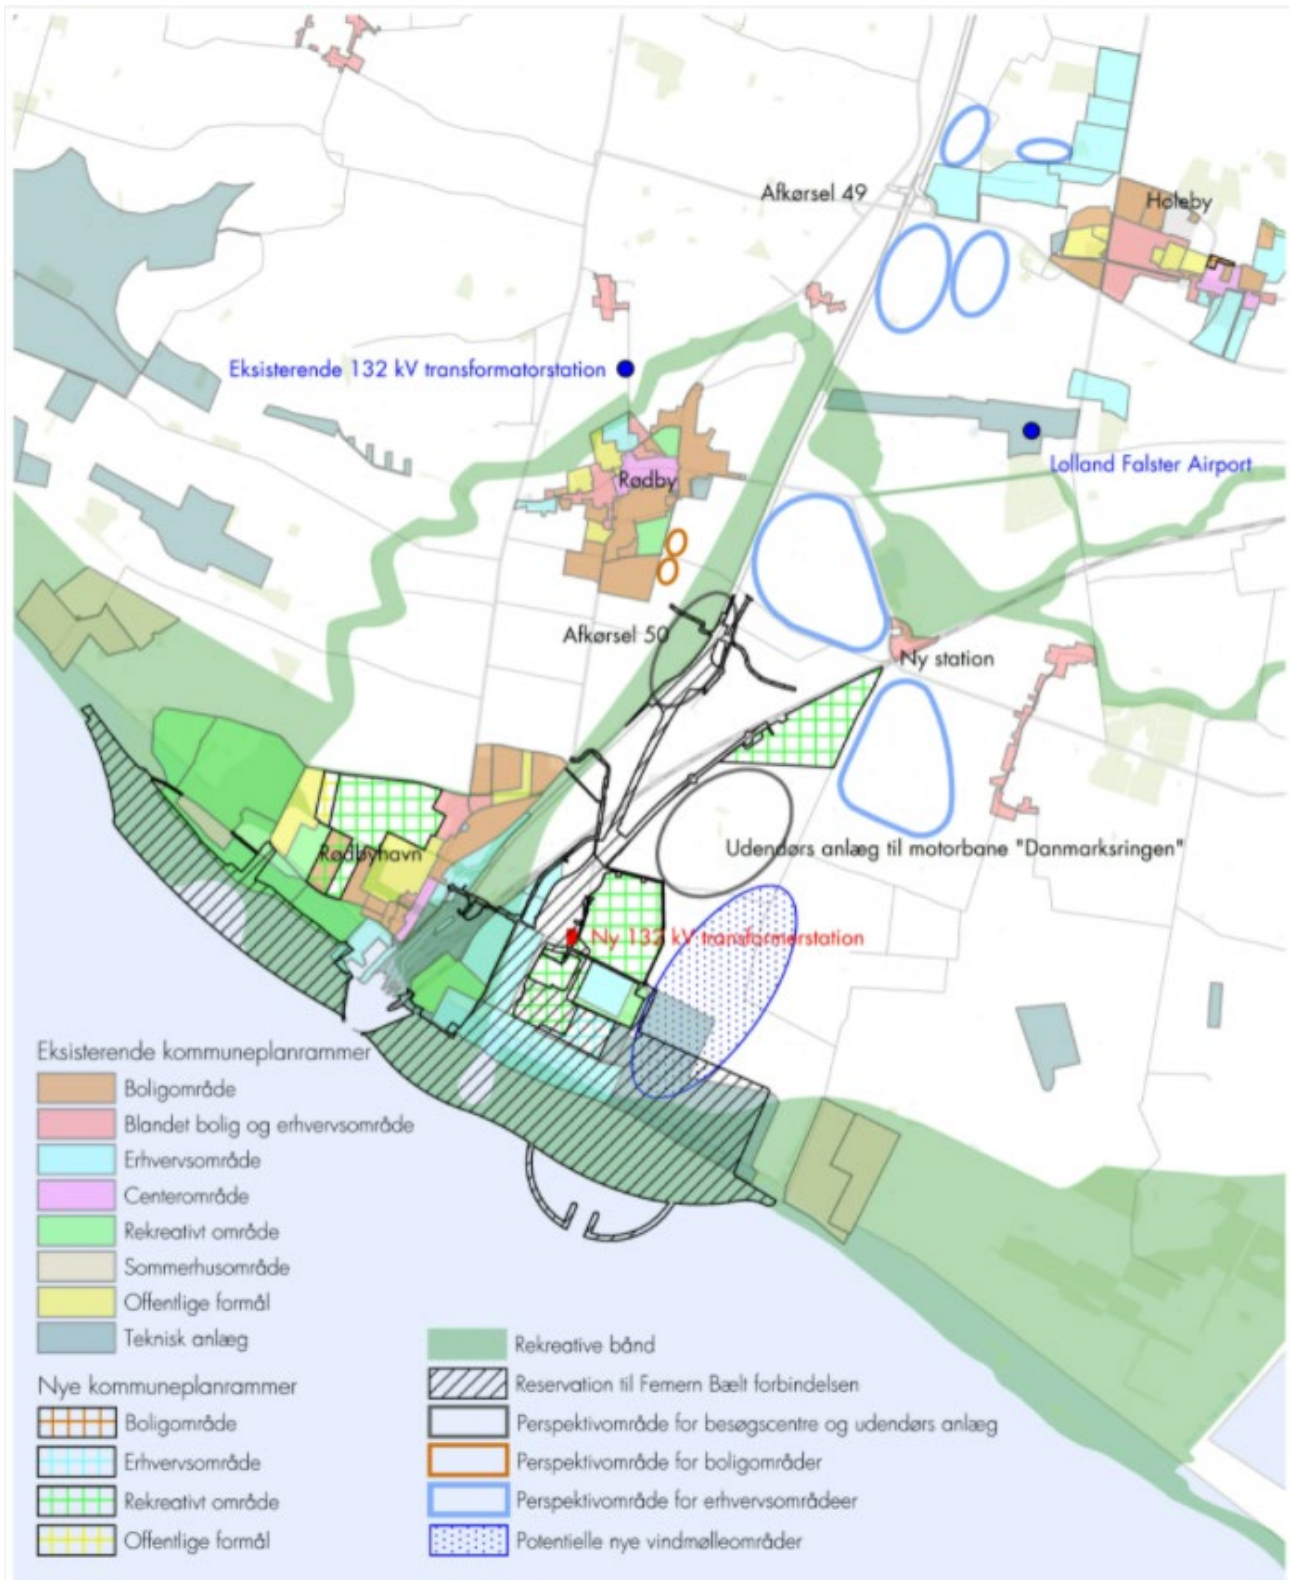 Afkørsel 49
Holeby
Eksisterende 132 kV transformatorstation
Lolland Falster Airport
Rødby
Afkørsel 50
Ny station
Udendørs anlæg til motorbane "Danmarksringen"
Rødbyhavn
Ny 132 kV transformerstation
Eksisterende kommuneplanrammer
Boligområde
Blandet bolig og erhvervsområde
Erhvervsområde
Centerområde
Rekreativt område
Sommerhusområde
Offentlige formål
Teknisk anlæg
Nye kommuneplanrammer
Boligområde
Erhvervsområde
Rekreativt område
Offentlige formål
Rekreative bånd
Reservation til Femern Bælt forbindelsen
Perspektivområde for besøgscentre og udendørs anlæg
Perspektivområde for boligområder
Perspektivområde for erhvervsområdeer
Potentielle nye vindmølleområder